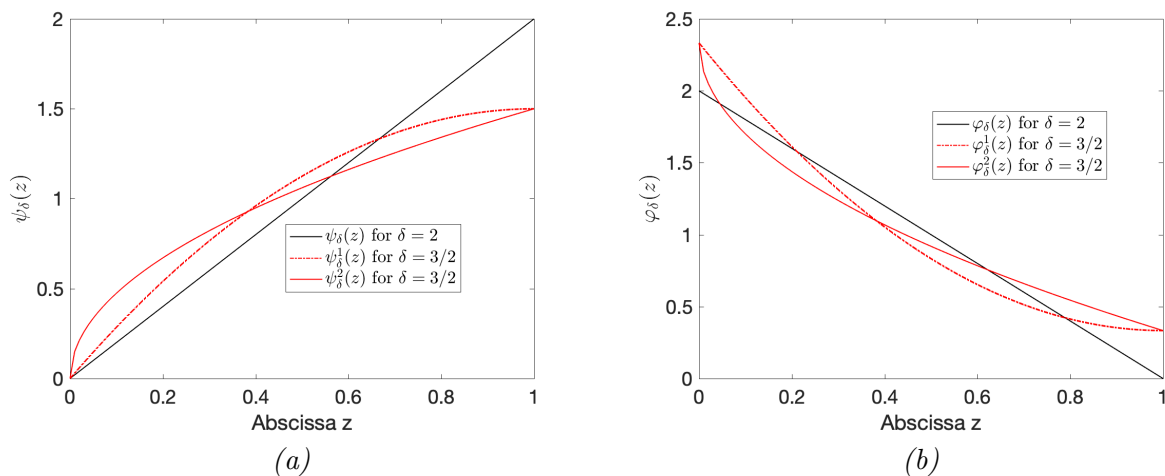 2
1.5
1
0.5
0
ψδ(z)
ψδ(z) for δ = 2
ψ¹δ(z) for δ = 3/2
ψ²δ(z) for δ = 3/2
0 0.2 0.4 0.6 0.8 1
Abscissa z
(a)
2.5
2
1.5
1
0.5
0
φδ(z)
φδ(z) for δ = 2
φ¹δ(z) for δ = 3/2
φ²δ(z) for δ = 3/2
0 0.2 0.4 0.6 0.8 1
Abscissa z
(b)